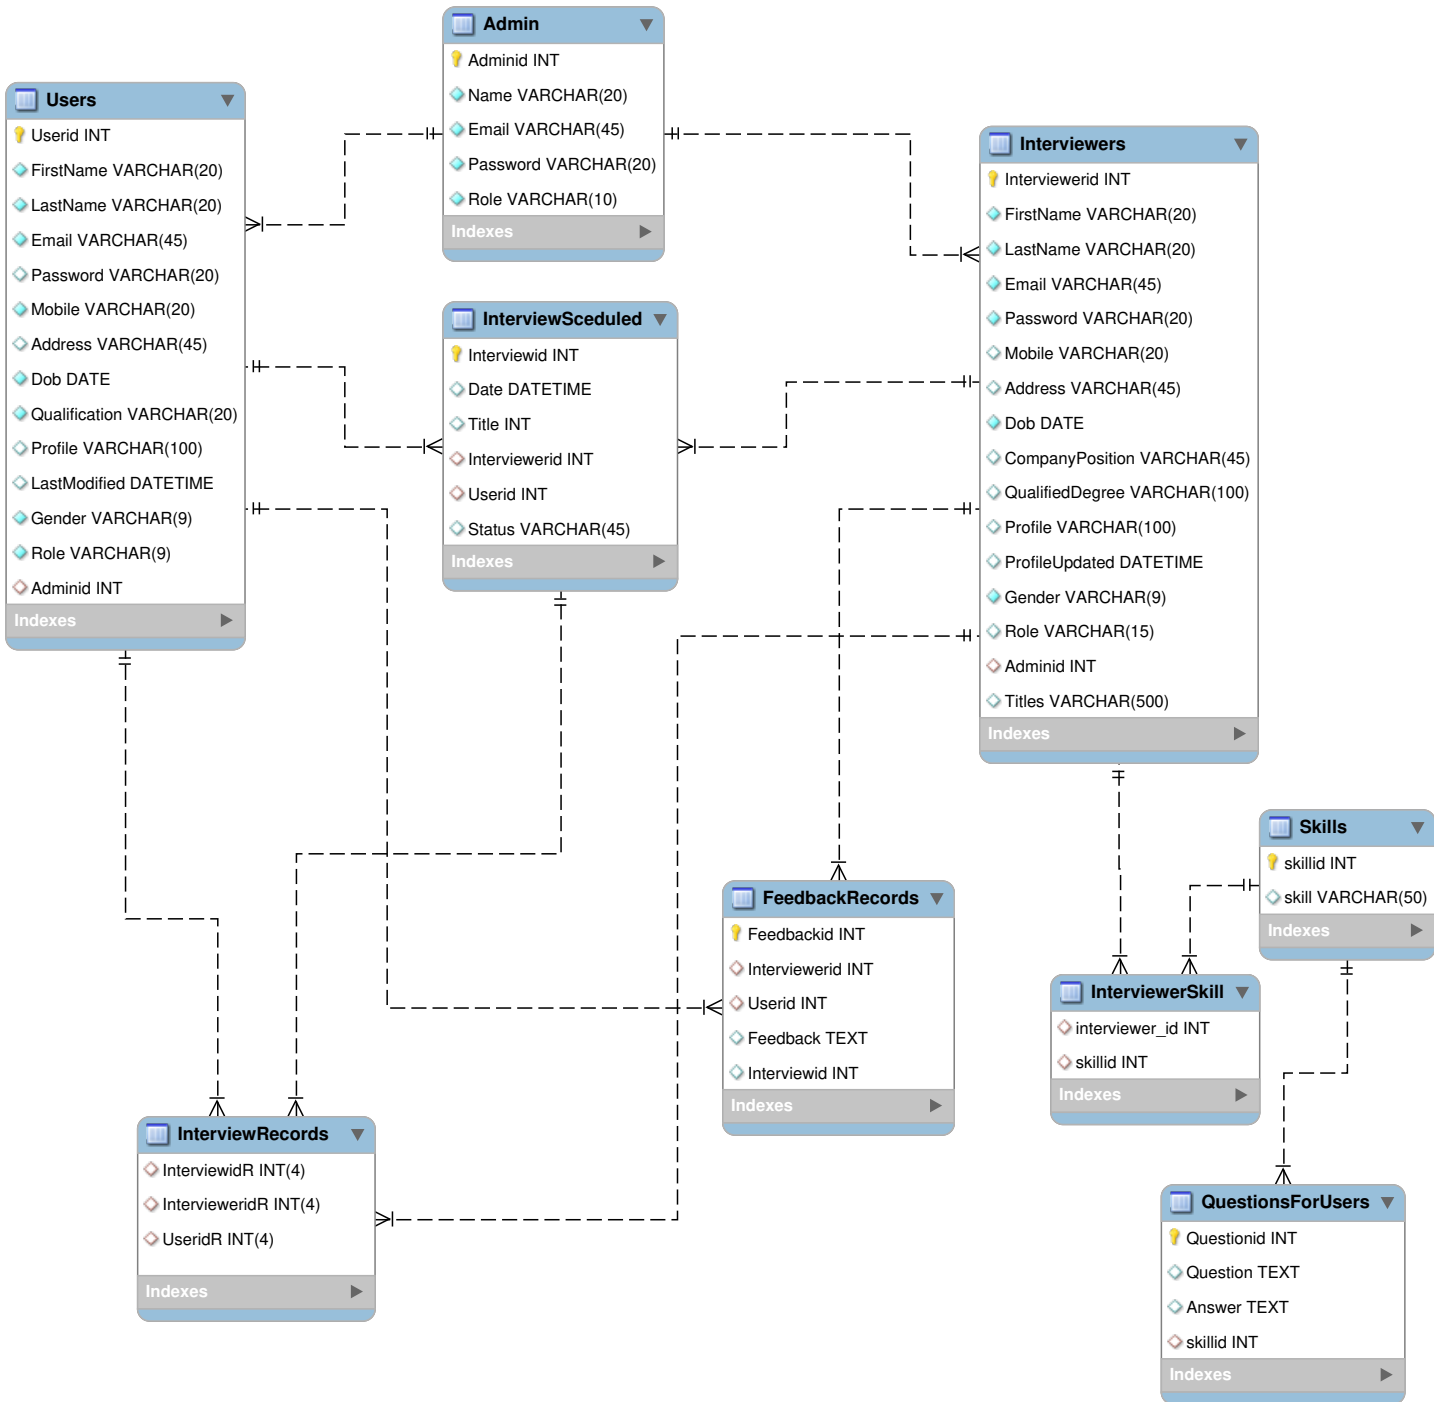 Admin
Adminid INT
Name VARCHAR(20)
Email VARCHAR(45)
Password VARCHAR(20)
Role VARCHAR(10)
Indexes
Users
Userid INT
FirstName VARCHAR(20)
LastName VARCHAR(20)
Email VARCHAR(45)
Password VARCHAR(20)
Mobile VARCHAR(20)
Address VARCHAR(45)
Dob DATE
Qualification VARCHAR(20)
Profile VARCHAR(100)
LastModified DATETIME
Gender VARCHAR(9)
Role VARCHAR(9)
Adminid INT
Indexes
Interviewers
Interviewerid INT
FirstName VARCHAR(20)
LastName VARCHAR(20)
Email VARCHAR(45)
Password VARCHAR(20)
Mobile VARCHAR(20)
Address VARCHAR(45)
Dob DATE
CompanyPosition VARCHAR(45)
QualifiedDegree VARCHAR(100)
Profile VARCHAR(100)
ProfileUpdated DATETIME
Gender VARCHAR(9)
Role VARCHAR(15)
Adminid INT
Titles VARCHAR(500)
Indexes
InterviewSceduled
Interviewid INT
Date DATETIME
Title INT
Interviewerid INT
Userid INT
Status VARCHAR(45)
Indexes
Skills
skillid INT
skill VARCHAR(50)
Indexes
FeedbackRecords
Feedbackid INT
Interviewerid INT
Userid INT
Feedback TEXT
Interviewid INT
Indexes
InterviewerSkill
interviewer_id INT
skillid INT
Indexes
InterviewRecords
InterviewidR INT(4)
IntervieweridR INT(4)
UseridR INT(4)
Indexes
QuestionsForUsers
Questionid INT
Question TEXT
Answer TEXT
skillid INT
Indexes